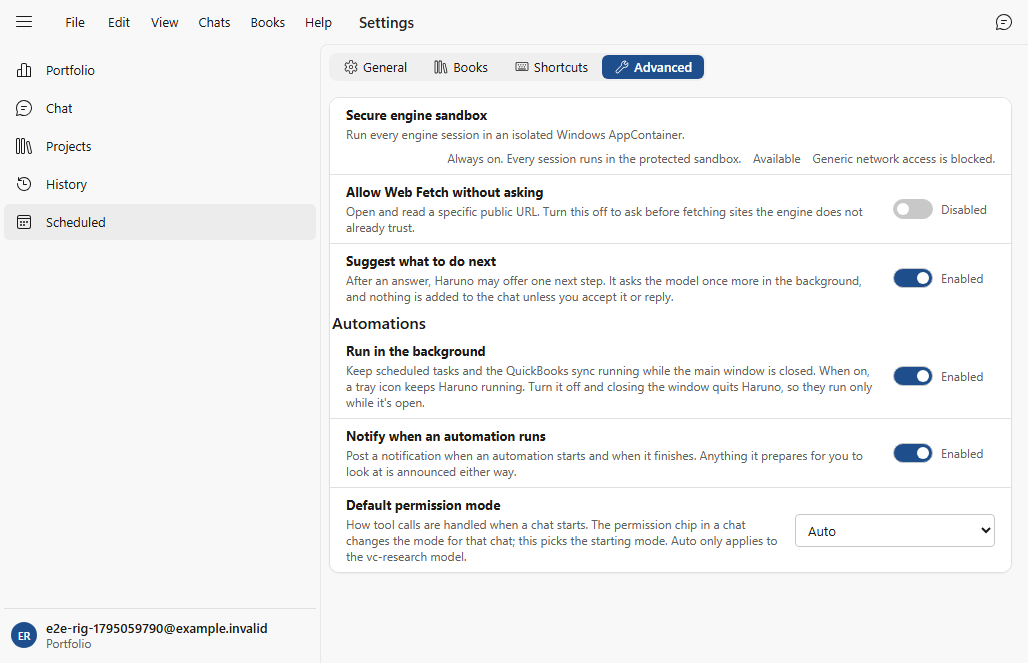 File Edit View Chats Books Help Settings
Portfolio
Chat
Projects
History
Scheduled
General Books Shortcuts Advanced
Secure engine sandbox
Run every engine session in an isolated Windows AppContainer.
Always on. Every session runs in the protected sandbox. Available Generic network access is blocked.
Allow Web Fetch without asking
Open and read a specific public URL. Turn this off to ask before fetching sites the engine does not
already trust.
Disabled
Suggest what to do next
After an answer, Haruno may offer one next step. It asks the model once more in the background,
and nothing is added to the chat unless you accept it or reply.
Enabled
Automations
Run in the background
Keep scheduled tasks and the QuickBooks sync running while the main window is closed. When on,
a tray icon keeps Haruno running. Turn it off and closing the window quits Haruno, so they run only
while it's open.
Enabled
Notify when an automation runs
Post a notification when an automation starts and when it finishes. Anything it prepares for you to
look at is announced either way.
Enabled
Default permission mode
How tool calls are handled when a chat starts. The permission chip in a chat
changes the mode for that chat; this picks the starting mode. Auto only applies to
the vc-research model.
Auto
ER
e2e-rig-1795059790@example.invalid
Portfolio